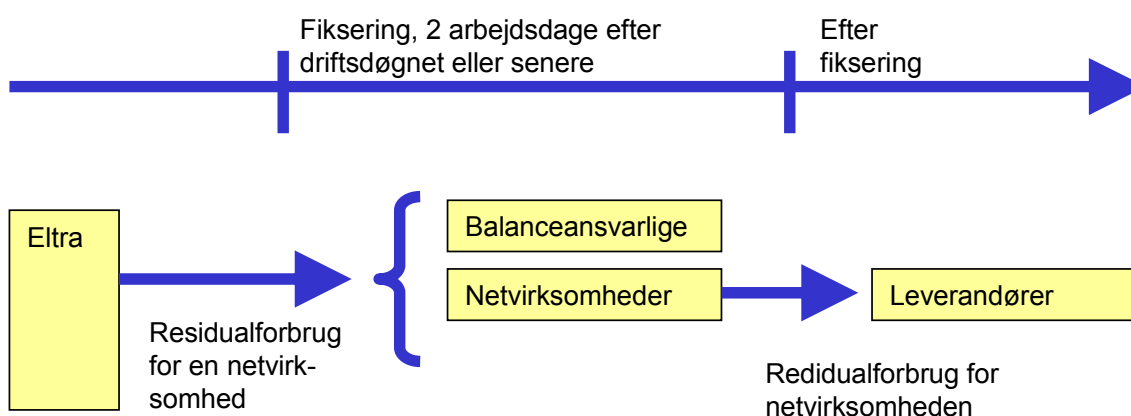 Fiksering, 2 arbejdsdage efter
driftsdøgnet eller senere
Efter
fiksering
Eltra
Balanceansvarlige
Netvirksomheder
Leverandører
Residualforbrug
for en netvirk-
somhed
Redidualforbrug for
netvirksomheden